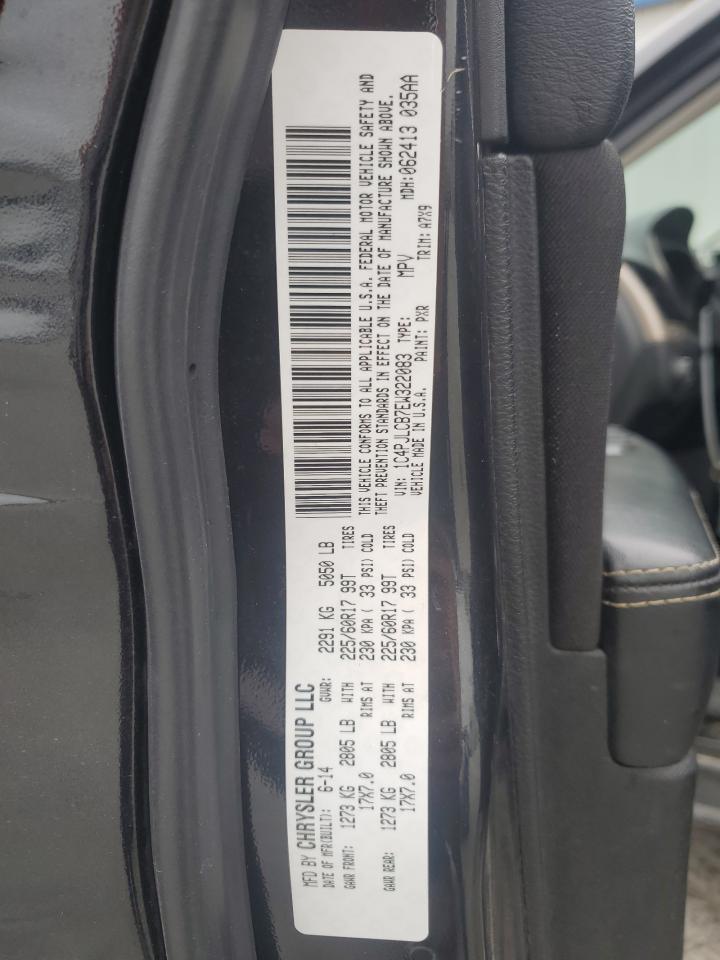 MFD BY CHRYSLER GROUP LLC
DATE OF MFR(BUILT): 6-14 GVWR: 2291 KG 5050 LB
GAWR FRONT: 1273 KG 2805 LB WITH 225/60R17 99T TIRES
17X7.0 RIMS AT 230 KPA ( 33 PSI) COLD
GAWR REAR: 1273 KG 2805 LB WITH 225/60R17 99T TIRES
17X7.0 RIMS AT 230 KPA ( 33 PSI) COLD
THIS VEHICLE CONFORMS TO ALL APPLICABLE U.S.A. FEDERAL MOTOR VEHICLE SAFETY AND
THEFT PREVENTION STANDARDS IN EFFECT ON THE DATE OF MANUFACTURE SHOWN ABOVE.
VIN: 1C4PJLCB7EW322083 TYPE: MPV MDH:062413 035AA
VEHICLE MADE IN U.S.A. PAINT: PXR TRIM: A7X9